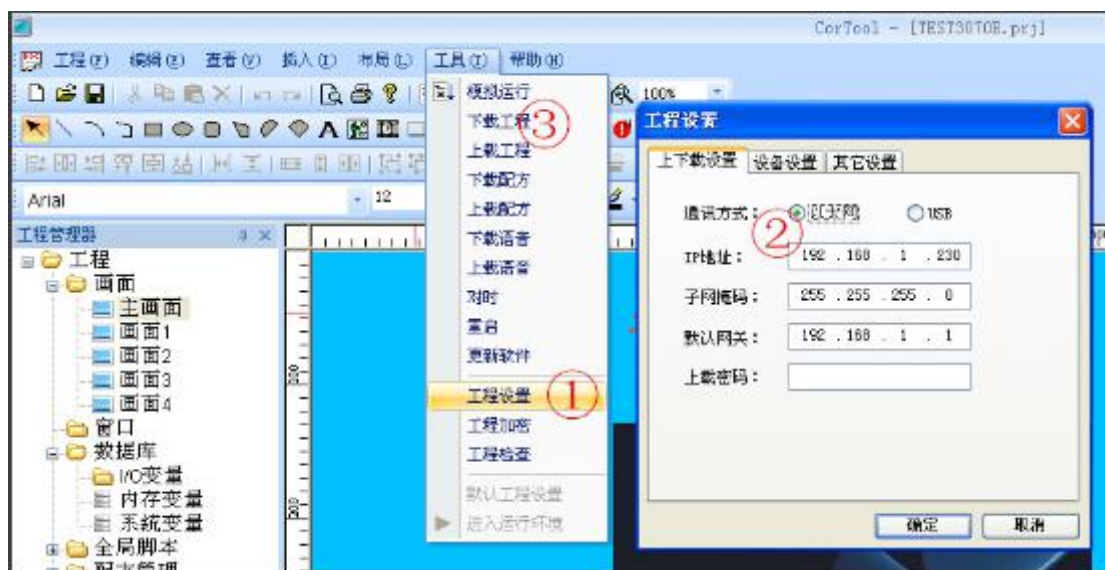 CorTool - [TEST3070E.prj]
工程(P) 编辑(E) 查看(V) 插入(I) 布局(L) 工具(T) 帮助(H)
100%
Arial 12
工程管理器
工程
画面
主画面
画面1
画面2
画面3
画面4
窗口
数据库
I/O变量
内存变量
系统变量
全局脚本
配方管理
模拟运行
下载工程
③
上载工程
下载配方
上载配方
下载语音
上载语音
对时
重启
更新软件
工程设置
①
工程加密
工程检查
默认工程设置
进入运行环境
工程设置
上下载设置 设备设置 其它设置
通讯方式: 以太网 USB
②
IP地址: 192 . 168 . 1 . 230
子网掩码: 255 . 255 . 255 . 0
默认网关: 192 . 168 . 1 . 1
上载密码:
确定 取消